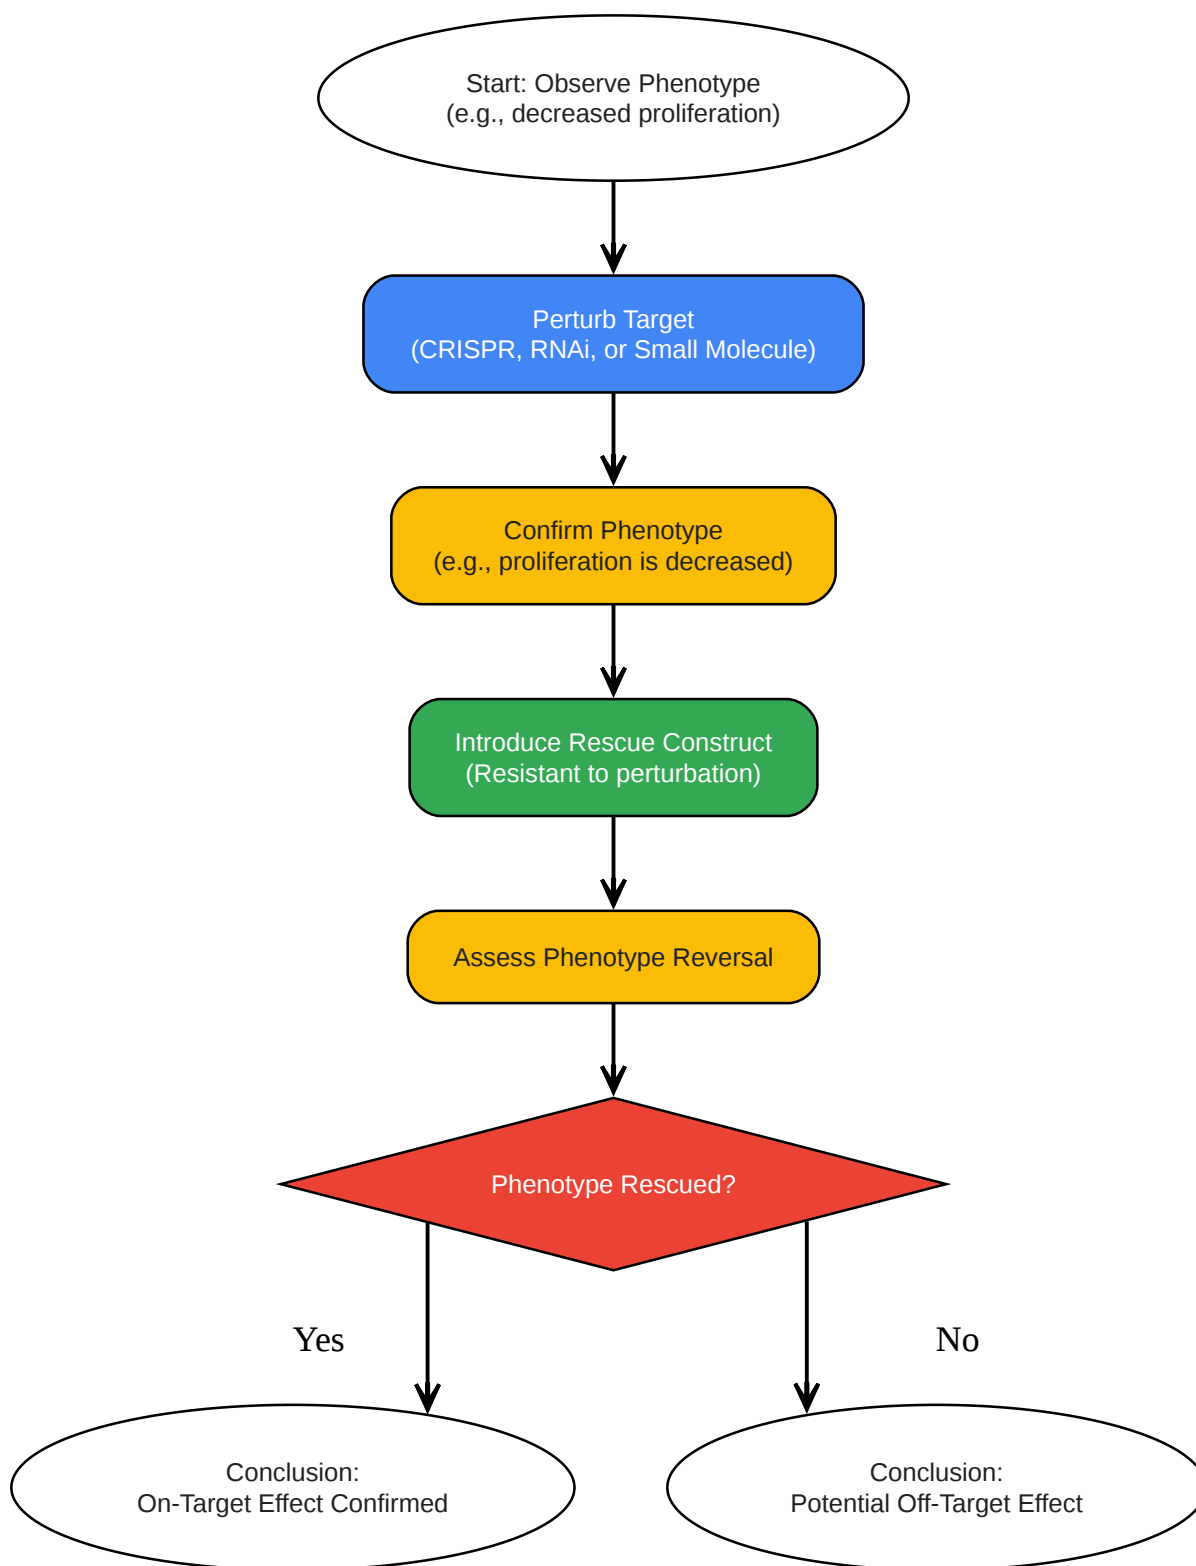 Start: Observe Phenotype
(e.g., decreased proliferation)
Perturb Target
(CRISPR, RNAi, or Small Molecule)
Confirm Phenotype
(e.g., proliferation is decreased)
Introduce Rescue Construct
(Resistant to perturbation)
Assess Phenotype Reversal
Phenotype Rescued?
Yes
No
Conclusion:
On-Target Effect Confirmed
Conclusion:
Potential Off-Target Effect